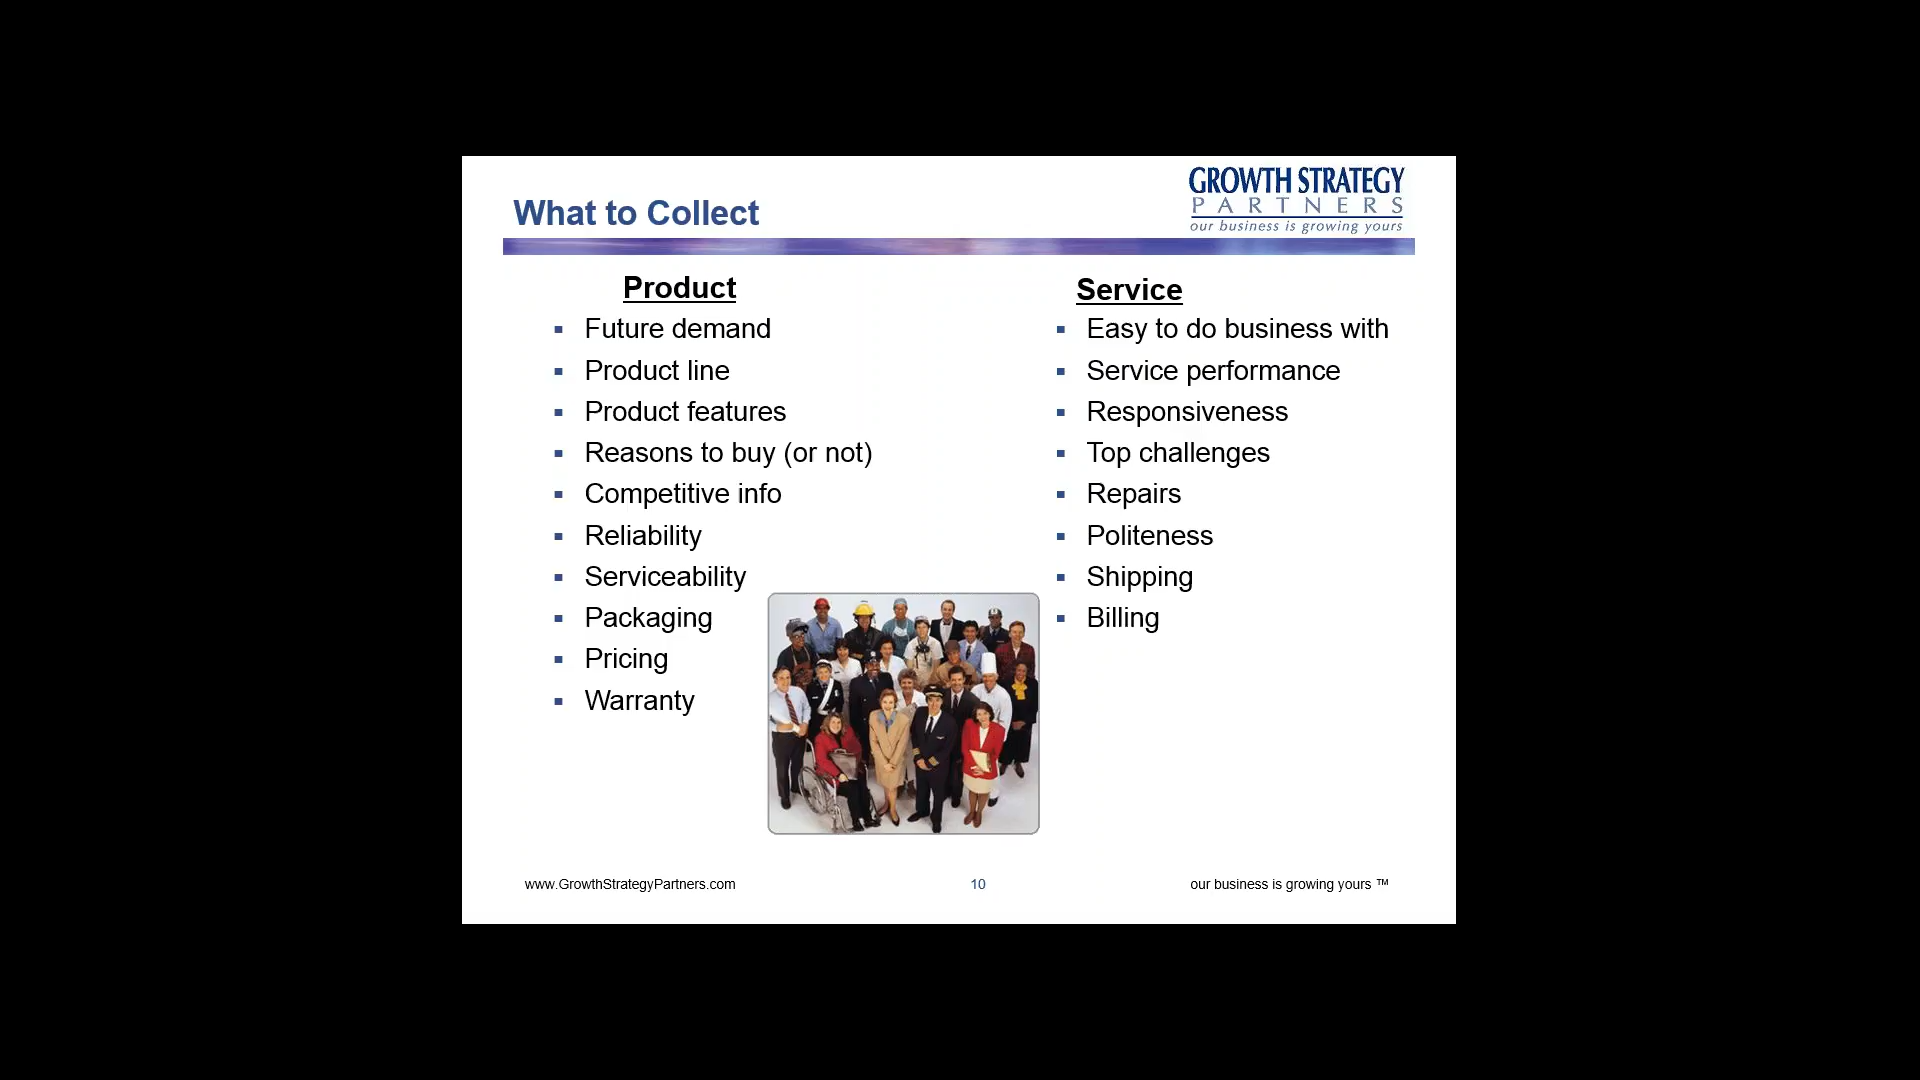 What to Collect
GROWTH STRATEGY
PARTNERS
our business is growing yours
Product
▪ Future demand
▪ Product line
▪ Product features
▪ Reasons to buy (or not)
▪ Competitive info
▪ Reliability
▪ Serviceability
▪ Packaging
▪ Pricing
▪ Warranty
Service
▪ Easy to do business with
▪ Service performance
▪ Responsiveness
▪ Top challenges
▪ Repairs
▪ Politeness
▪ Shipping
▪ Billing
www.GrowthStrategyPartners.com
10
our business is growing yours ™